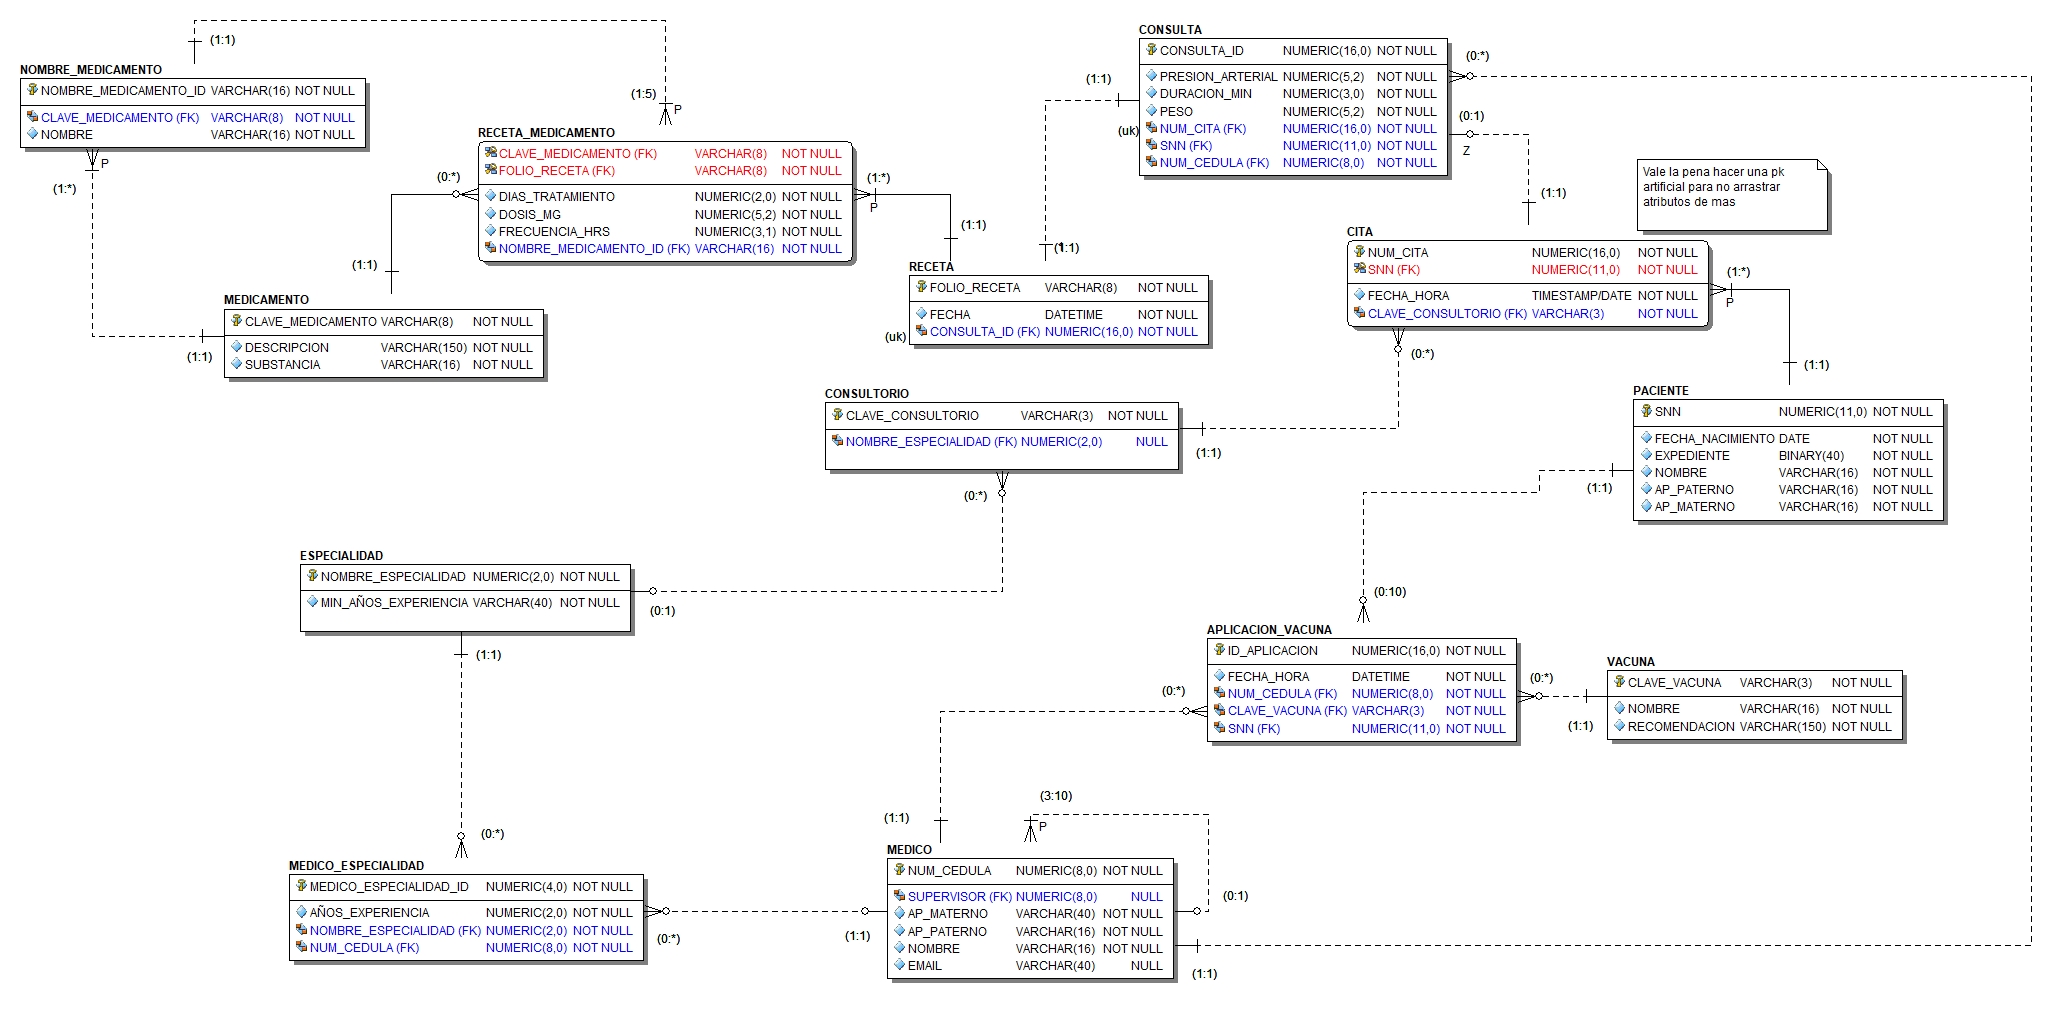 NOMBRE_MEDICAMENTO
NOMBRE_MEDICAMENTO_ID VARCHAR(16) NOT NULL
CLAVE_MEDICAMENTO (FK) VARCHAR(8) NOT NULL
NOMBRE VARCHAR(16) NOT NULL
(1:1)
(1:5)
P
P
(1:*)
(1:1)
RECETA_MEDICAMENTO
CLAVE_MEDICAMENTO (FK) VARCHAR(8) NOT NULL
FOLIO_RECETA (FK) VARCHAR(8) NOT NULL
DIAS_TRATAMIENTO NUMERIC(2,0) NOT NULL
DOSIS_MG NUMERIC(5,2) NOT NULL
FRECUENCIA_HRS NUMERIC(3,1) NOT NULL
NOMBRE_MEDICAMENTO_ID (FK) VARCHAR(16) NOT NULL
(0:*)
(1:1)
(1:*)
P
(1:1)
MEDICAMENTO
CLAVE_MEDICAMENTO VARCHAR(8) NOT NULL
DESCRIPCION VARCHAR(150) NOT NULL
SUBSTANCIA VARCHAR(16) NOT NULL
CONSULTA
CONSULTA_ID NUMERIC(16,0) NOT NULL
PRESION_ARTERIAL NUMERIC(5,2) NOT NULL
DURACION_MIN NUMERIC(3,0) NOT NULL
PESO NUMERIC(5,2) NOT NULL
NUM_CITA (FK) NUMERIC(16,0) NOT NULL
SNN (FK) NUMERIC(11,0) NOT NULL
NUM_CEDULA (FK) NUMERIC(8,0) NOT NULL
(1:1)
(uk)
(0:*)
(0:1)
Z
(1:1)
(1:1)
RECETA
FOLIO_RECETA VARCHAR(8) NOT NULL
FECHA DATETIME NOT NULL
CONSULTA_ID (FK) NUMERIC(16,0) NOT NULL
(uk)
Vale la pena hacer una pk
artificial para no arrastrar
atributos de mas
CITA
NUM_CITA NUMERIC(16,0) NOT NULL
SNN (FK) NUMERIC(11,0) NOT NULL
FECHA_HORA TIMESTAMP/DATE NOT NULL
CLAVE_CONSULTORIO (FK) VARCHAR(3) NOT NULL
(1:*)
P
(0:*)
(1:1)
CONSULTORIO
CLAVE_CONSULTORIO VARCHAR(3) NOT NULL
NOMBRE_ESPECIALIDAD (FK) NUMERIC(2,0) NULL
(1:1)
(0:*)
PACIENTE
SNN NUMERIC(11,0) NOT NULL
FECHA_NACIMIENTO DATE NOT NULL
EXPEDIENTE BINARY(40) NOT NULL
NOMBRE VARCHAR(16) NOT NULL
AP_PATERNO VARCHAR(16) NOT NULL
AP_MATERNO VARCHAR(16) NOT NULL
(1:1)
(0:10)
ESPECIALIDAD
NOMBRE_ESPECIALIDAD NUMERIC(2,0) NOT NULL
MIN_AÑOS_EXPERIENCIA VARCHAR(40) NOT NULL
(0:1)
(1:1)
APLICACION_VACUNA
ID_APLICACION NUMERIC(16,0) NOT NULL
FECHA_HORA DATETIME NOT NULL
NUM_CEDULA (FK) NUMERIC(8,0) NOT NULL
CLAVE_VACUNA (FK) VARCHAR(3) NOT NULL
SNN (FK) NUMERIC(11,0) NOT NULL
(0:*)
(0:*)
(1:1)
VACUNA
CLAVE_VACUNA VARCHAR(3) NOT NULL
NOMBRE VARCHAR(16) NOT NULL
RECOMENDACION VARCHAR(150) NOT NULL
(3:10)
(1:1)
P
(0:*)
MEDICO_ESPECIALIDAD
MEDICO_ESPECIALIDAD_ID NUMERIC(4,0) NOT NULL
AÑOS_EXPERIENCIA NUMERIC(2,0) NOT NULL
NOMBRE_ESPECIALIDAD (FK) NUMERIC(2,0) NOT NULL
NUM_CEDULA (FK) NUMERIC(8,0) NOT NULL
(0:*)
(1:1)
MEDICO
NUM_CEDULA NUMERIC(8,0) NOT NULL
SUPERVISOR (FK) NUMERIC(8,0) NULL
AP_MATERNO VARCHAR(40) NOT NULL
AP_PATERNO VARCHAR(16) NOT NULL
NOMBRE VARCHAR(16) NOT NULL
EMAIL VARCHAR(40) NULL
(0:1)
(1:1)